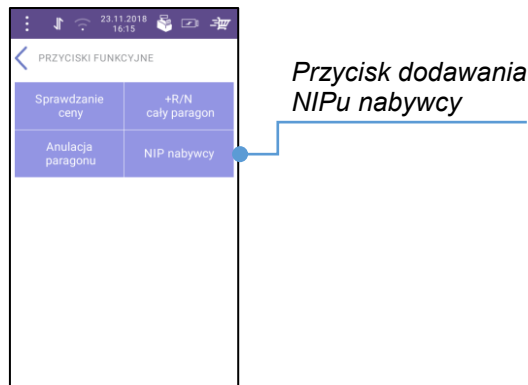 23.11.2018
16:15
PRZYCISKI FUNKCYJNE
Sprawdzanie
ceny
+R/N
cały paragon
Anulacja
paragonu
NIP nabywcy
Przycisk dodawania
NIPu nabywcy